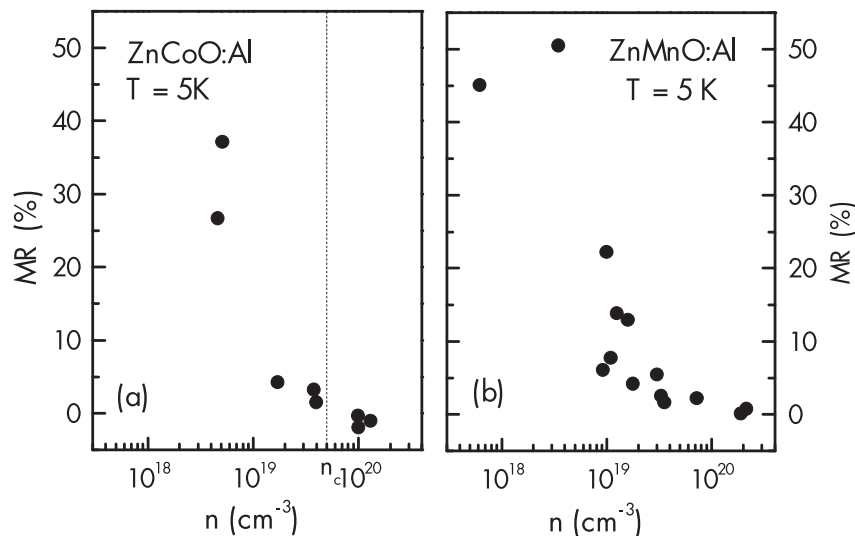 ZnCoO:Al
T = 5K
MR (%)
50
40
30
20
10
0
(a)
10^18
10^19
n_c
10^20
n (cm^-3)
ZnMnO:Al
T = 5 K
50
40
30
20
10
0
MR (%)
(b)
10^18
10^19
10^20
n (cm^-3)